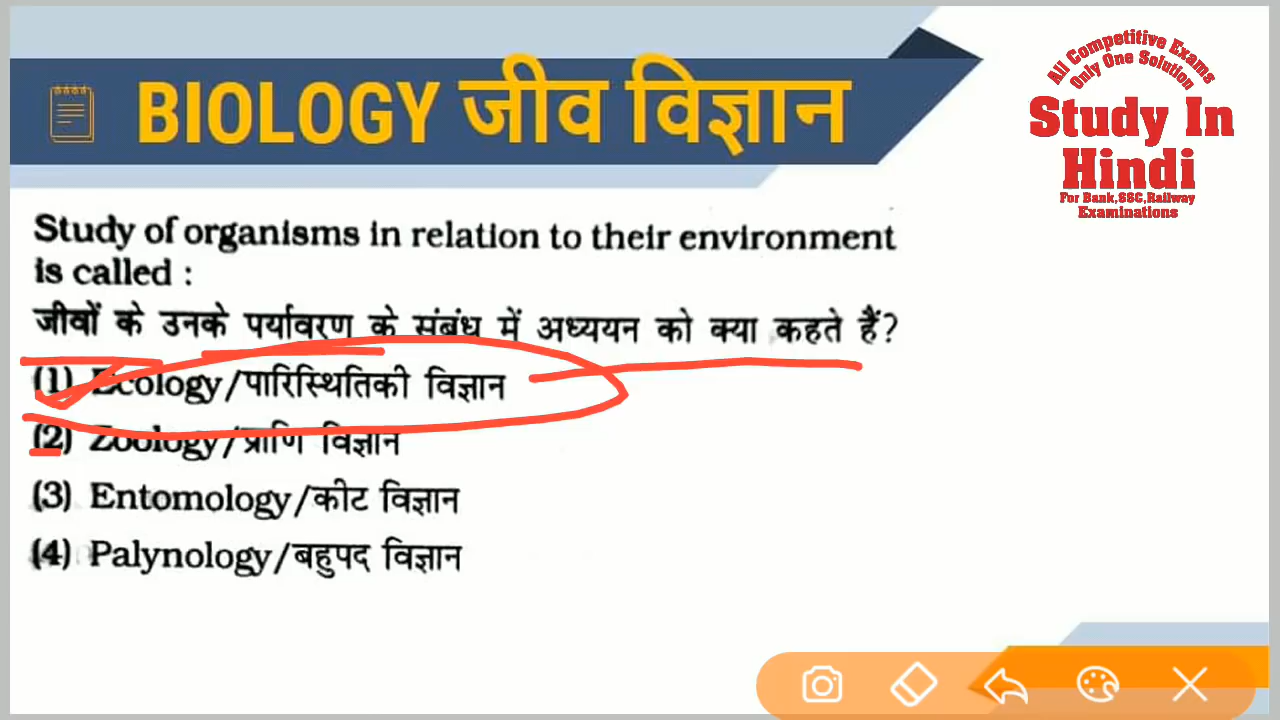 BIOLOGY जीव विज्ञान
All Competitive Exams
Only One Solution
Study In
Hindi
For Bank,SSC,Railway
Examinations
Study of organisms in relation to their environment
is called :
जीवों के उनके पर्यावरण के संबंध में अध्ययन को क्या कहते हैं?
(1) Ecology/पारिस्थितिकी विज्ञान
(2) Zoology/प्राणि विज्ञान
(3) Entomology/कीट विज्ञान
(4) Palynology/बहुपद विज्ञान